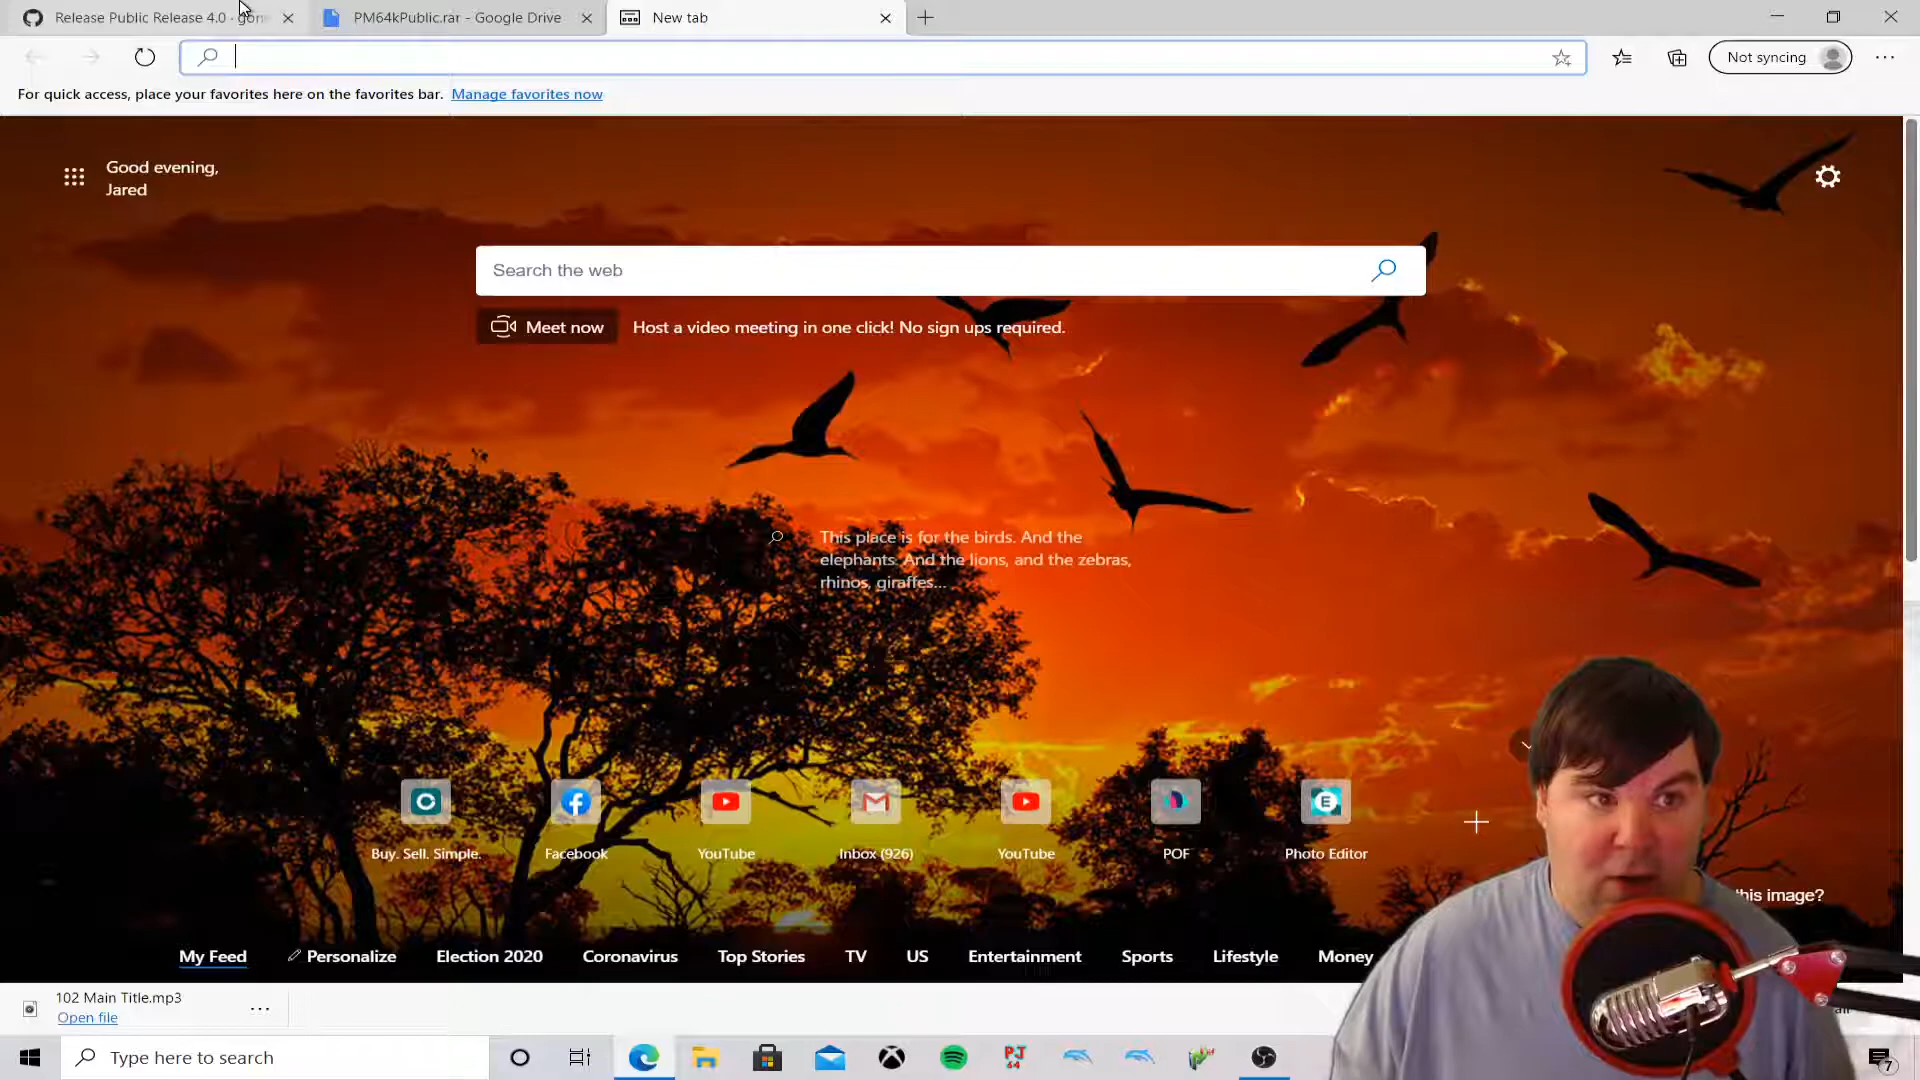 Release Public Release 4.0 · gon
PM64kPublic.rar - Google Drive
New tab
Not syncing
For quick access, place your favorites here on the favorites bar. Manage favorites now
Good evening,
Jared
Search the web
Meet now
Host a video meeting in one click! No sign ups required.
This place is for the birds. And the
elephants. And the lions, and the zebras,
rhinos, giraffes...
Buy. Sell. Simple.
Facebook
YouTube
Inbox (926)
YouTube
POF
Photo Editor
this image?
My Feed
Personalize
Election 2020
Coronavirus
Top Stories
TV
US
Entertainment
Sports
Lifestyle
Money
102 Main Title.mp3
Open file
Type here to search
PJ
64
7